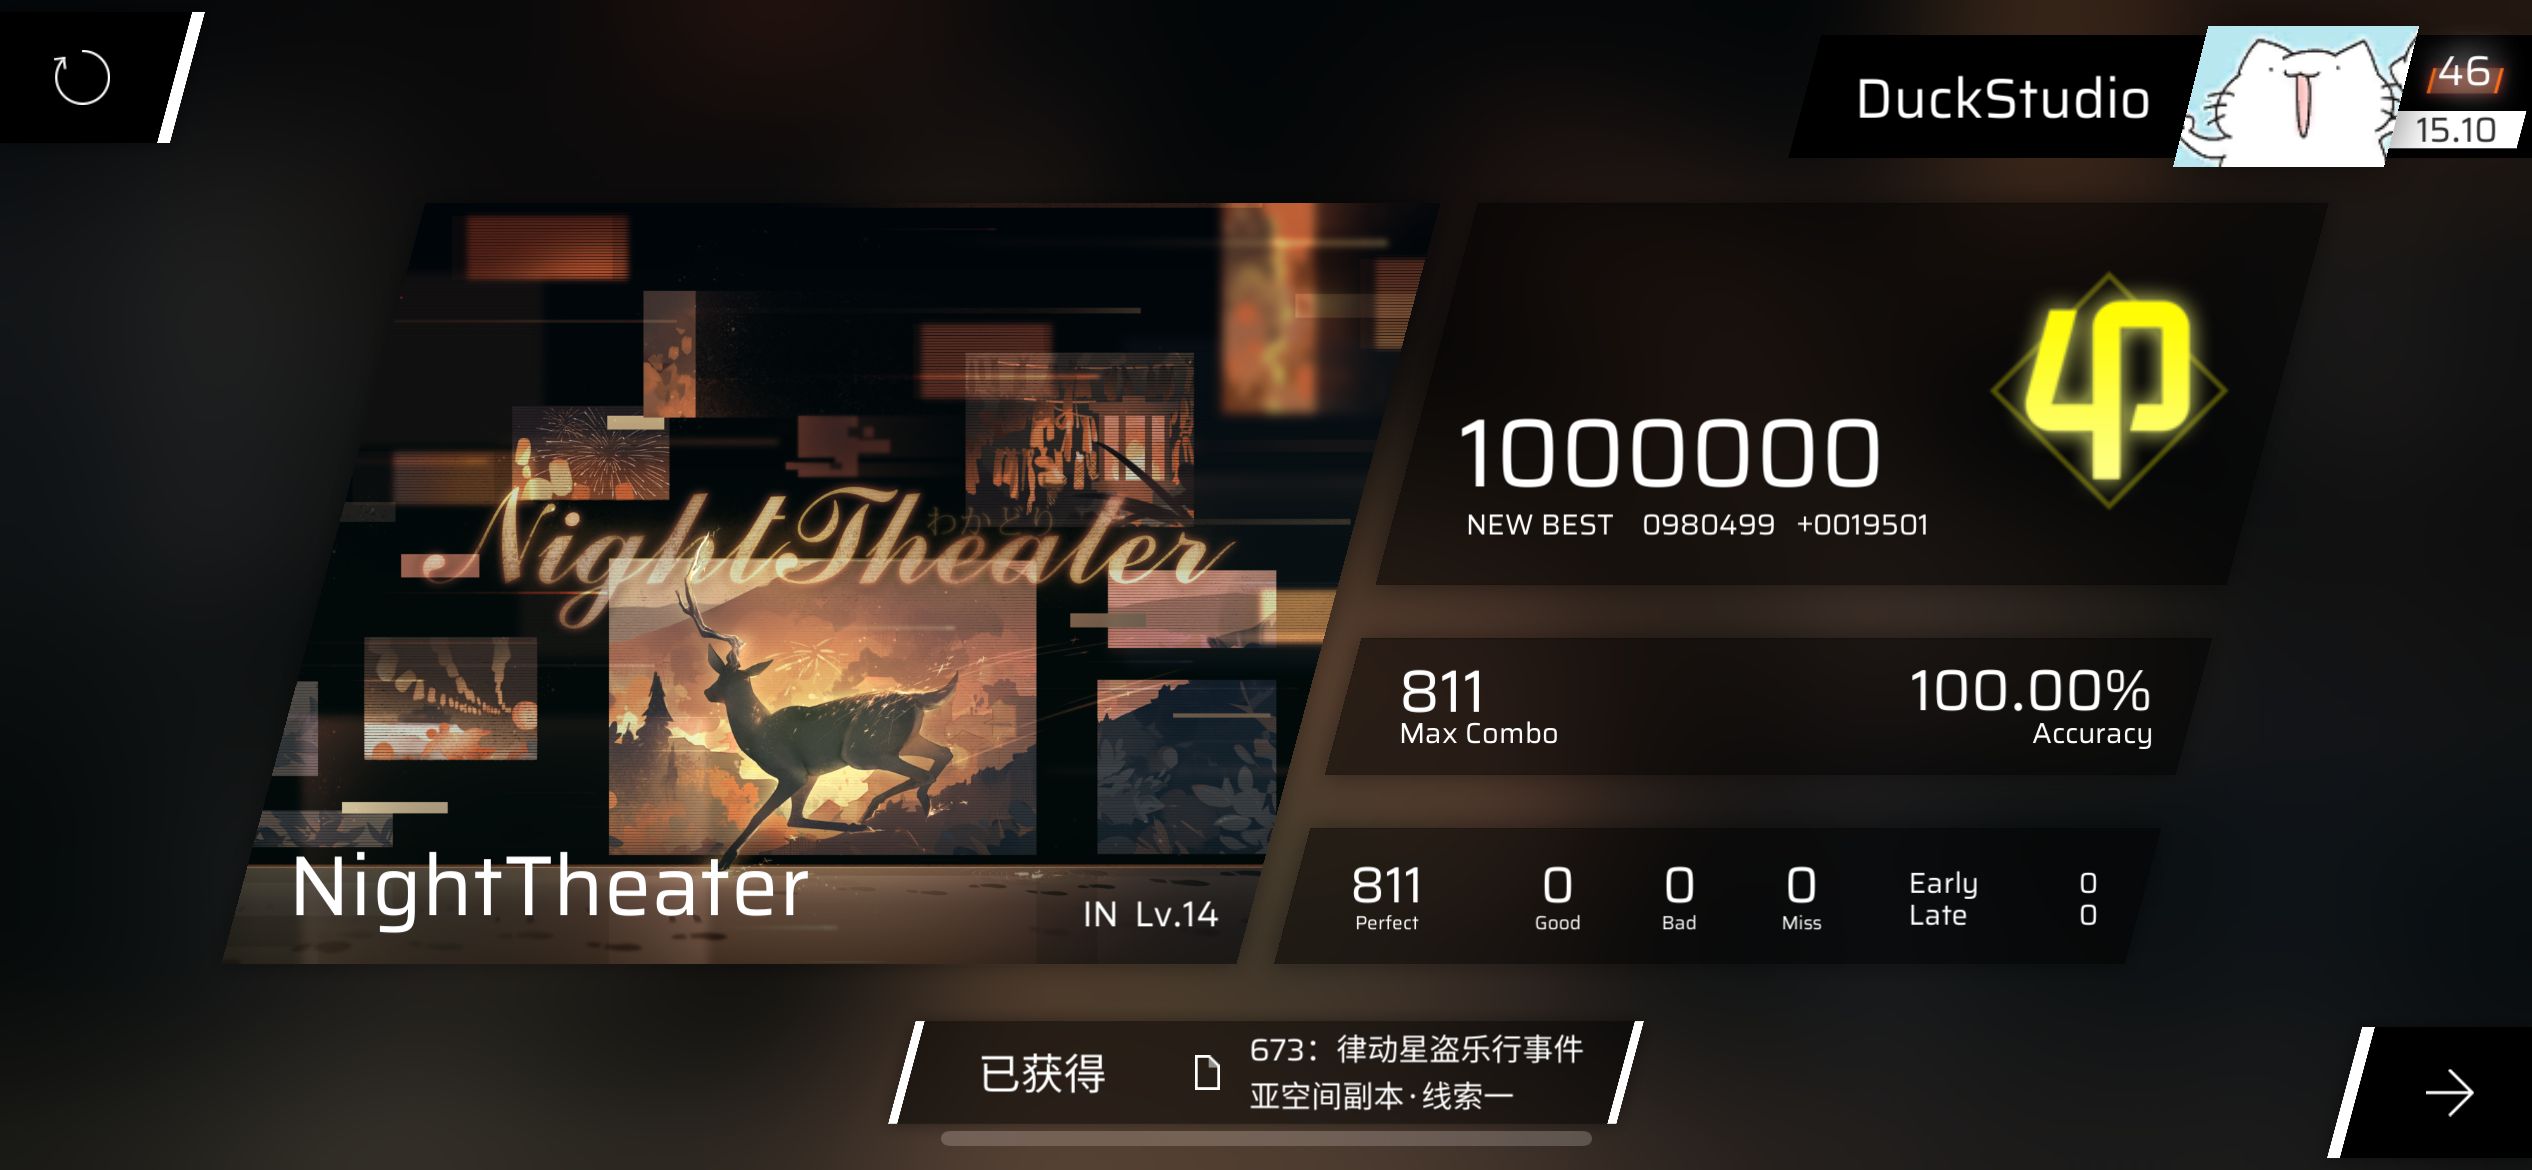 DuckStudio
46
15.10
NightTheater
わかどり
1000000
NEW BEST 0980499 +0019501
φ
811
Max Combo
100.00%
Accuracy
NightTheater
IN Lv.14
811 0 0 0
Perfect Good Bad Miss
Early 0
Late 0
已获得
673：律动星盗乐行事件
亚空间副本·线索一